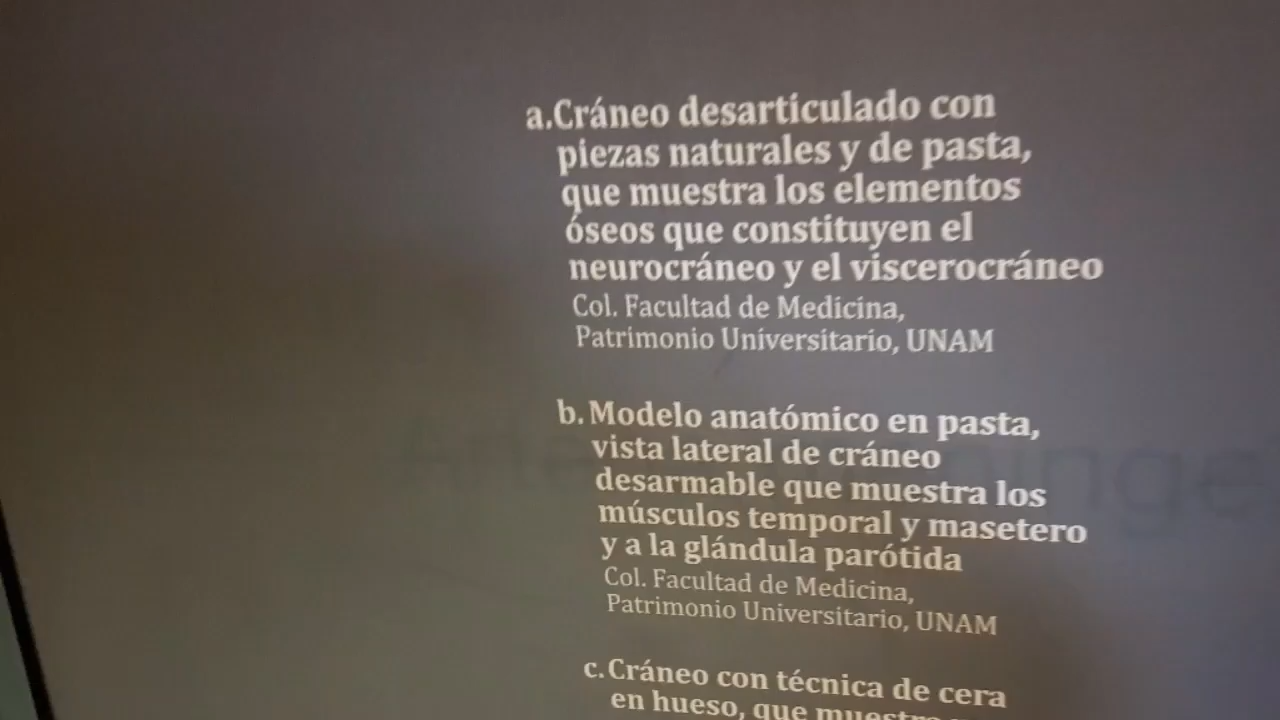 a.Cráneo desarticulado con
piezas naturales y de pasta,
que muestra los elementos
óseos que constituyen el
neurocráneo y el viscerocráneo
Col. Facultad de Medicina,
Patrimonio Universitario, UNAM
b. Modelo anatómico en pasta,
vista lateral de cráneo
desarmable que muestra los
músculos temporal y masetero
y a la glándula parótida
Col. Facultad de Medicina,
Patrimonio Universitario, UNAM
c. Cráneo con técnica de cera
en hueso, que muestra